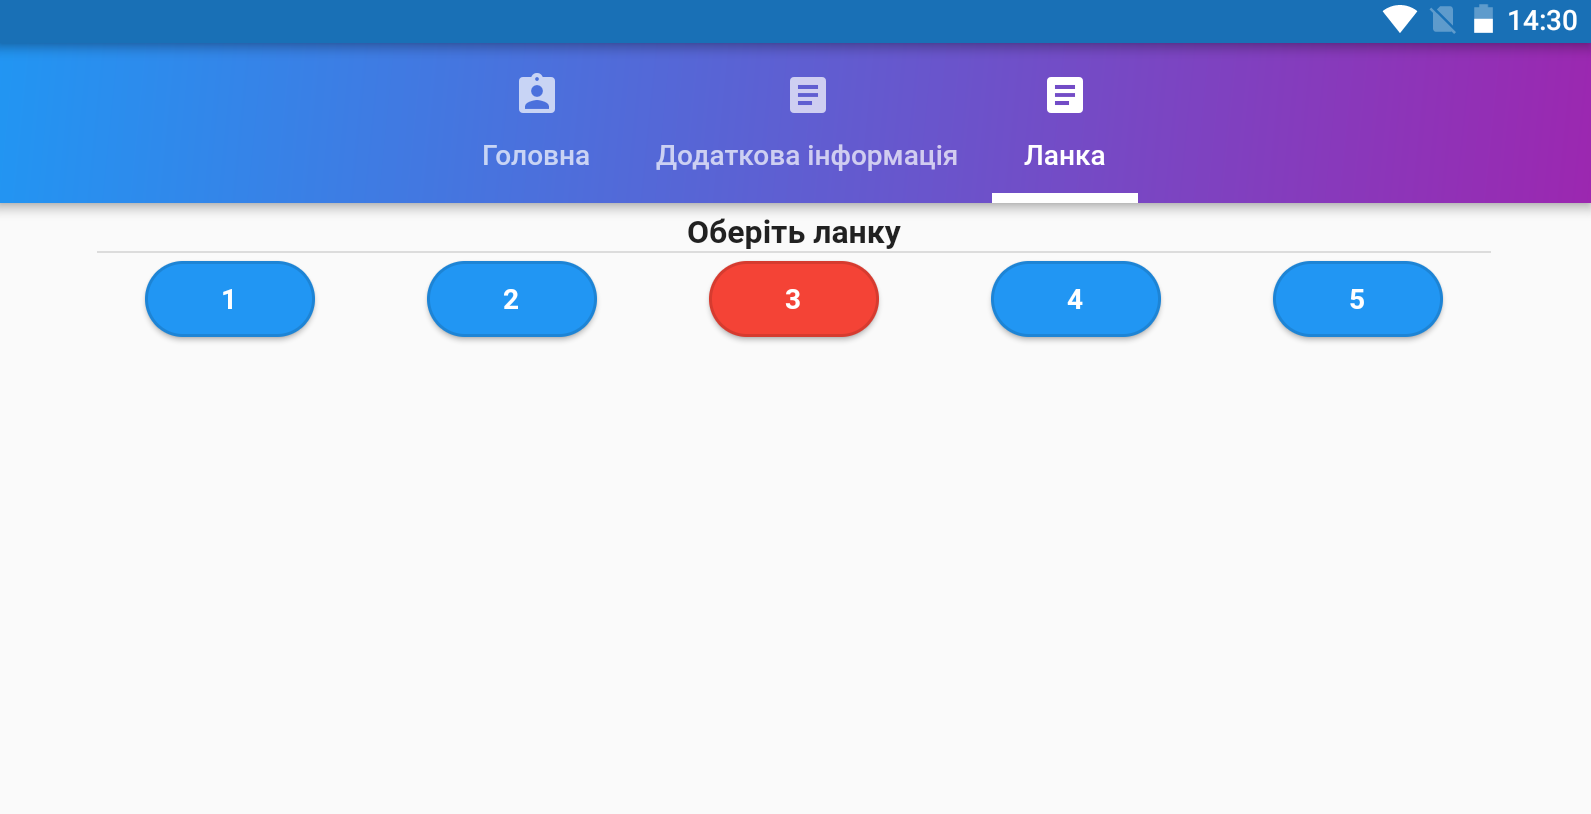 14:30
Головна
Додаткова інформація
Ланка
Оберіть ланку
1
2
3
4
5